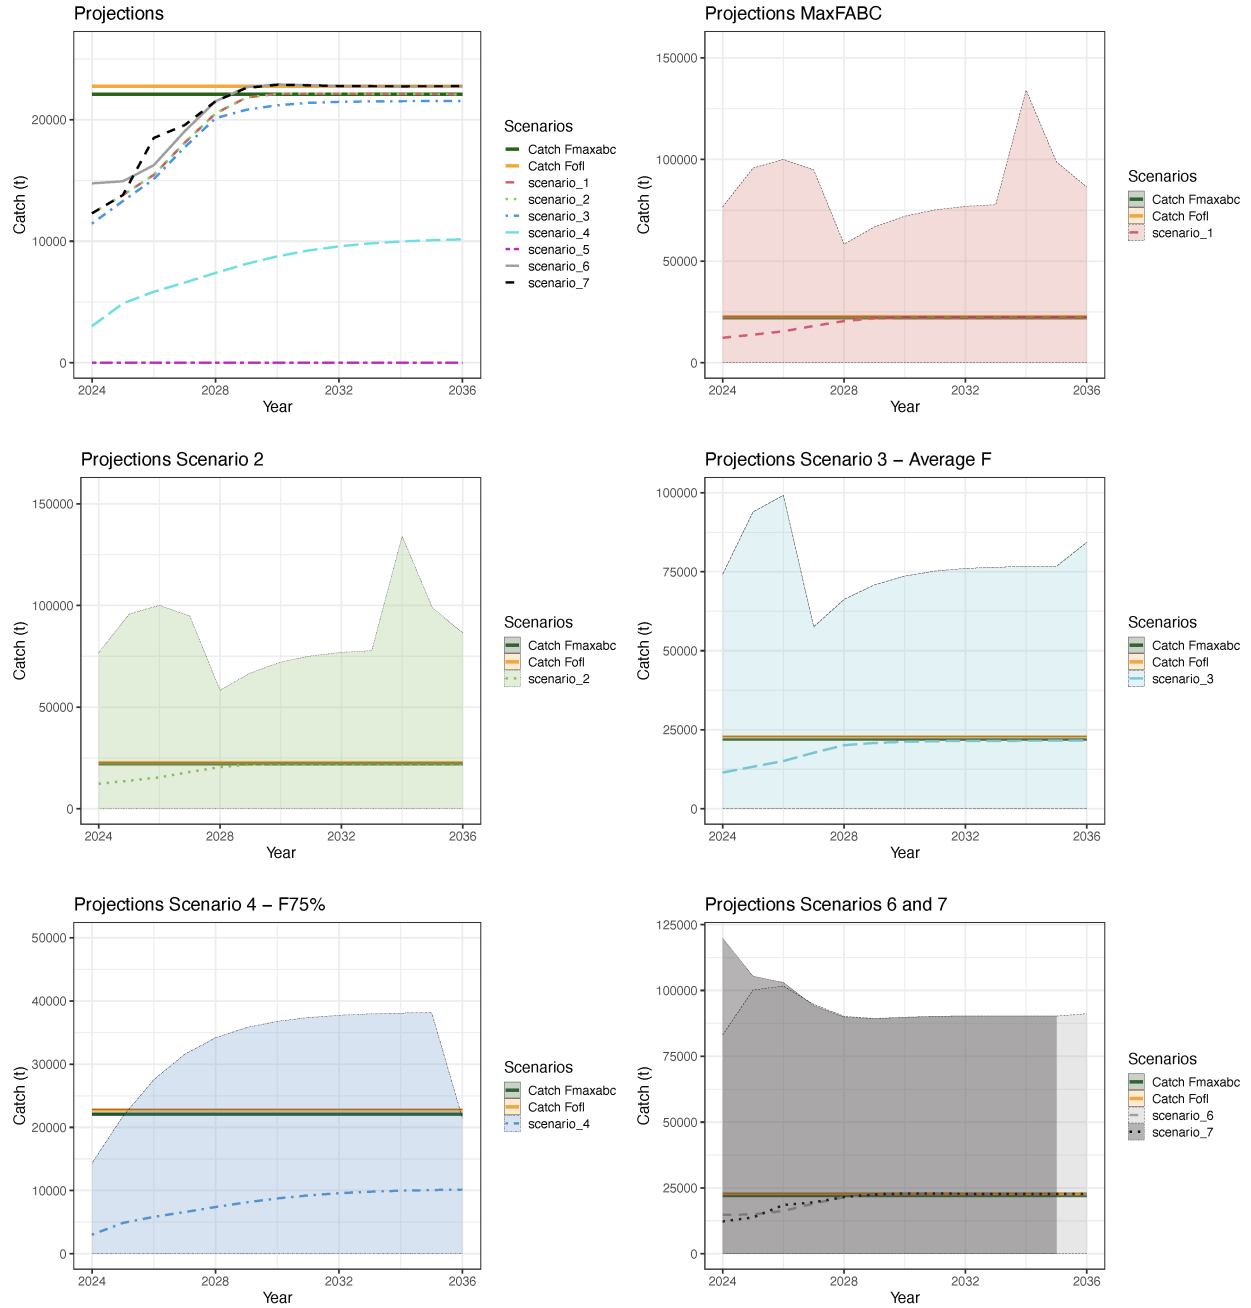 Projections
Catch (t)
20000
10000
0
2024
2028
2032
2036
Year
Scenarios
Catch Fmaxabc
Catch Fofl
scenario_1
scenario_2
scenario_3
scenario_4
scenario_5
scenario_6
scenario_7
Projections MaxFABC
Catch (t)
150000
100000
50000
0
2024
2028
2032
2036
Year
Scenarios
Catch Fmaxabc
Catch Fofl
scenario_1
Projections Scenario 2
Catch (t)
150000
100000
50000
0
2024
2028
2032
2036
Year
Scenarios
Catch Fmaxabc
Catch Fofl
scenario_2
Projections Scenario 3 − Average F
Catch (t)
100000
75000
50000
25000
0
2024
2028
2032
2036
Year
Scenarios
Catch Fmaxabc
Catch Fofl
scenario_3
Projections Scenario 4 − F75%
Catch (t)
50000
40000
30000
20000
10000
0
2024
2028
2032
2036
Year
Scenarios
Catch Fmaxabc
Catch Fofl
scenario_4
Projections Scenarios 6 and 7
Catch (t)
125000
100000
75000
50000
25000
0
2024
2028
2032
2036
Year
Scenarios
Catch Fmaxabc
Catch Fofl
scenario_6
scenario_7